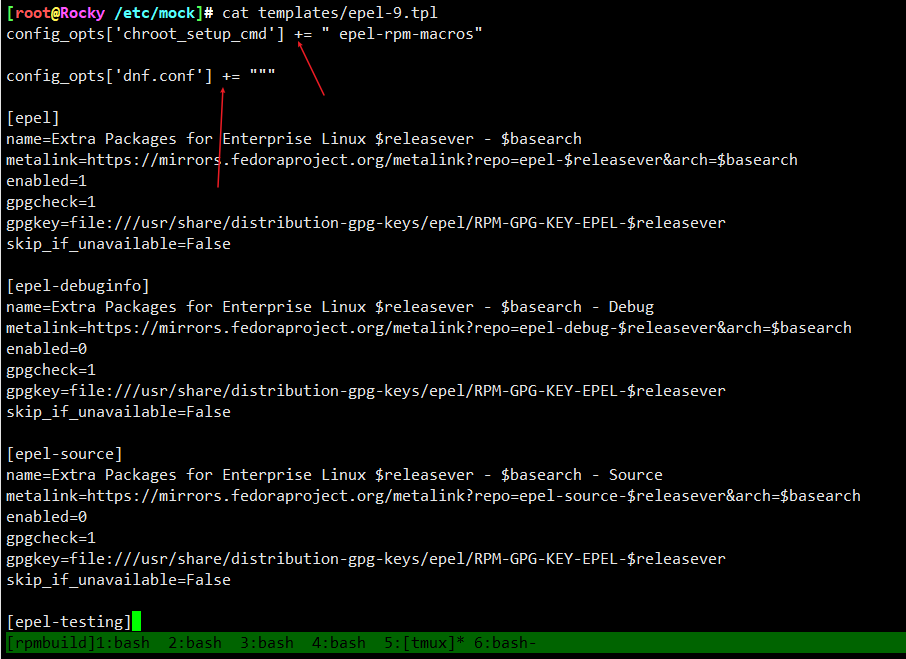 [root@Rocky /etc/mock]# cat templates/epel-9.tpl
config_opts['chroot_setup_cmd'] += " epel-rpm-macros"
config_opts['dnf.conf'] += """
[epel]
name=Extra Packages for Enterprise Linux $releasever - $basearch
metalink=https://mirrors.fedoraproject.org/metalink?repo=epel-$releasever&arch=$basearch
enabled=1
gpgcheck=1
gpgkey=file:///usr/share/distribution-gpg-keys/epel/RPM-GPG-KEY-EPEL-$releasever
skip_if_unavailable=False
[epel-debuginfo]
name=Extra Packages for Enterprise Linux $releasever - $basearch - Debug
metalink=https://mirrors.fedoraproject.org/metalink?repo=epel-debug-$releasever&arch=$basearch
enabled=0
gpgcheck=1
gpgkey=file:///usr/share/distribution-gpg-keys/epel/RPM-GPG-KEY-EPEL-$releasever
skip_if_unavailable=False
[epel-source]
name=Extra Packages for Enterprise Linux $releasever - $basearch - Source
metalink=https://mirrors.fedoraproject.org/metalink?repo=epel-source-$releasever&arch=$basearch
enabled=0
gpgcheck=1
gpgkey=file:///usr/share/distribution-gpg-keys/epel/RPM-GPG-KEY-EPEL-$releasever
skip_if_unavailable=False
[epel-testing]
[rpmbuild]1:bash  2:bash  3:bash  4:bash  5:[tmux]* 6:bash-